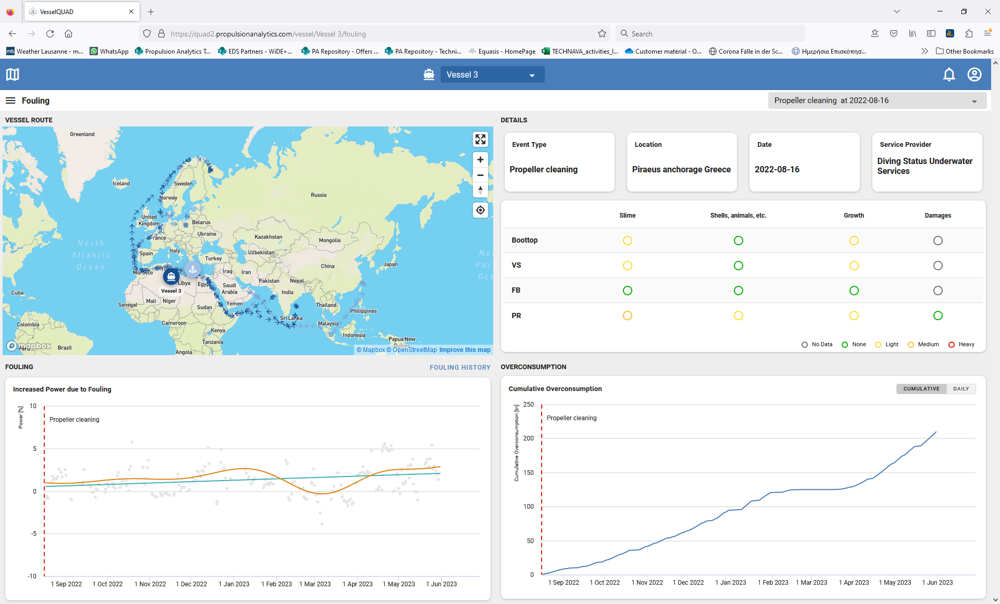 VesselQUAD
https://quad2.propulsionanalytics.com/vessel/Vessel 3/fouling
Search
mb Weather Lausanne - m...
WhatsApp
Propulsion Analytics T...
EDS Partners - WiDE+...
PA Repository - Offers ...
PA Repository - Techni...
Equasis - HomePage
TECHNAVA_activities_l...
Customer material - O...
Corona Fälle in der Sc...
Ημερήσια Επισκόπησ...
Other Bookmarks
Vessel 3
Fouling
Propeller cleaning at 2022-08-16
VESSEL ROUTE
Greenland
Iceland
Sweden
Norway
Russia
United
Kingdom
Belarus
Ukraine
France
Kazakhstan
Mongolia
North
Atlantic
Ocean
Spain
Italy
Uzbekistan
Turkey
China
Japan
Morocco
Iraq
Iran
Libya
Egypt
Saudi
Arabia
Pakistan
Nepal
Vessel 3
India
Cuba
Senegal
Mali
Niger
Sudan
Yemen
Thailand
Philippines
Sri Lanka
Colombia
Cameroon
Kenya
Malaysia
Indonesia
Tanzania
Papua New
Guinea
Peru
Brazil
Angola
mapbox
© Mapbox © OpenStreetMap Improve this map
DETAILS
Event Type
Propeller cleaning
Location
Piraeus anchorage Greece
Date
2022-08-16
Service Provider
Diving Status Underwater
Services
Slime
Shells, animals, etc.
Growth
Damages
Boottop
VS
FB
PR
No Data
None
Light
Medium
Heavy
FOULING
FOULING HISTORY
Increased Power due to Fouling
Power [%]
Propeller cleaning
10
5
0
-5
-10
1 Sep 2022
1 Oct 2022
1 Nov 2022
1 Dec 2022
1 Jan 2023
1 Feb 2023
1 Mar 2023
1 Apr 2023
1 May 2023
1 Jun 2023
OVERCONSUMPTION
Cumulative Overconsumption
CUMULATIVE
DAILY
Cumulative Overconsumption [tn]
Propeller cleaning
250
200
150
100
50
0
1 Sep 2022
1 Oct 2022
1 Nov 2022
1 Dec 2022
1 Jan 2023
1 Feb 2023
1 Mar 2023
1 Apr 2023
1 May 2023
1 Jun 2023